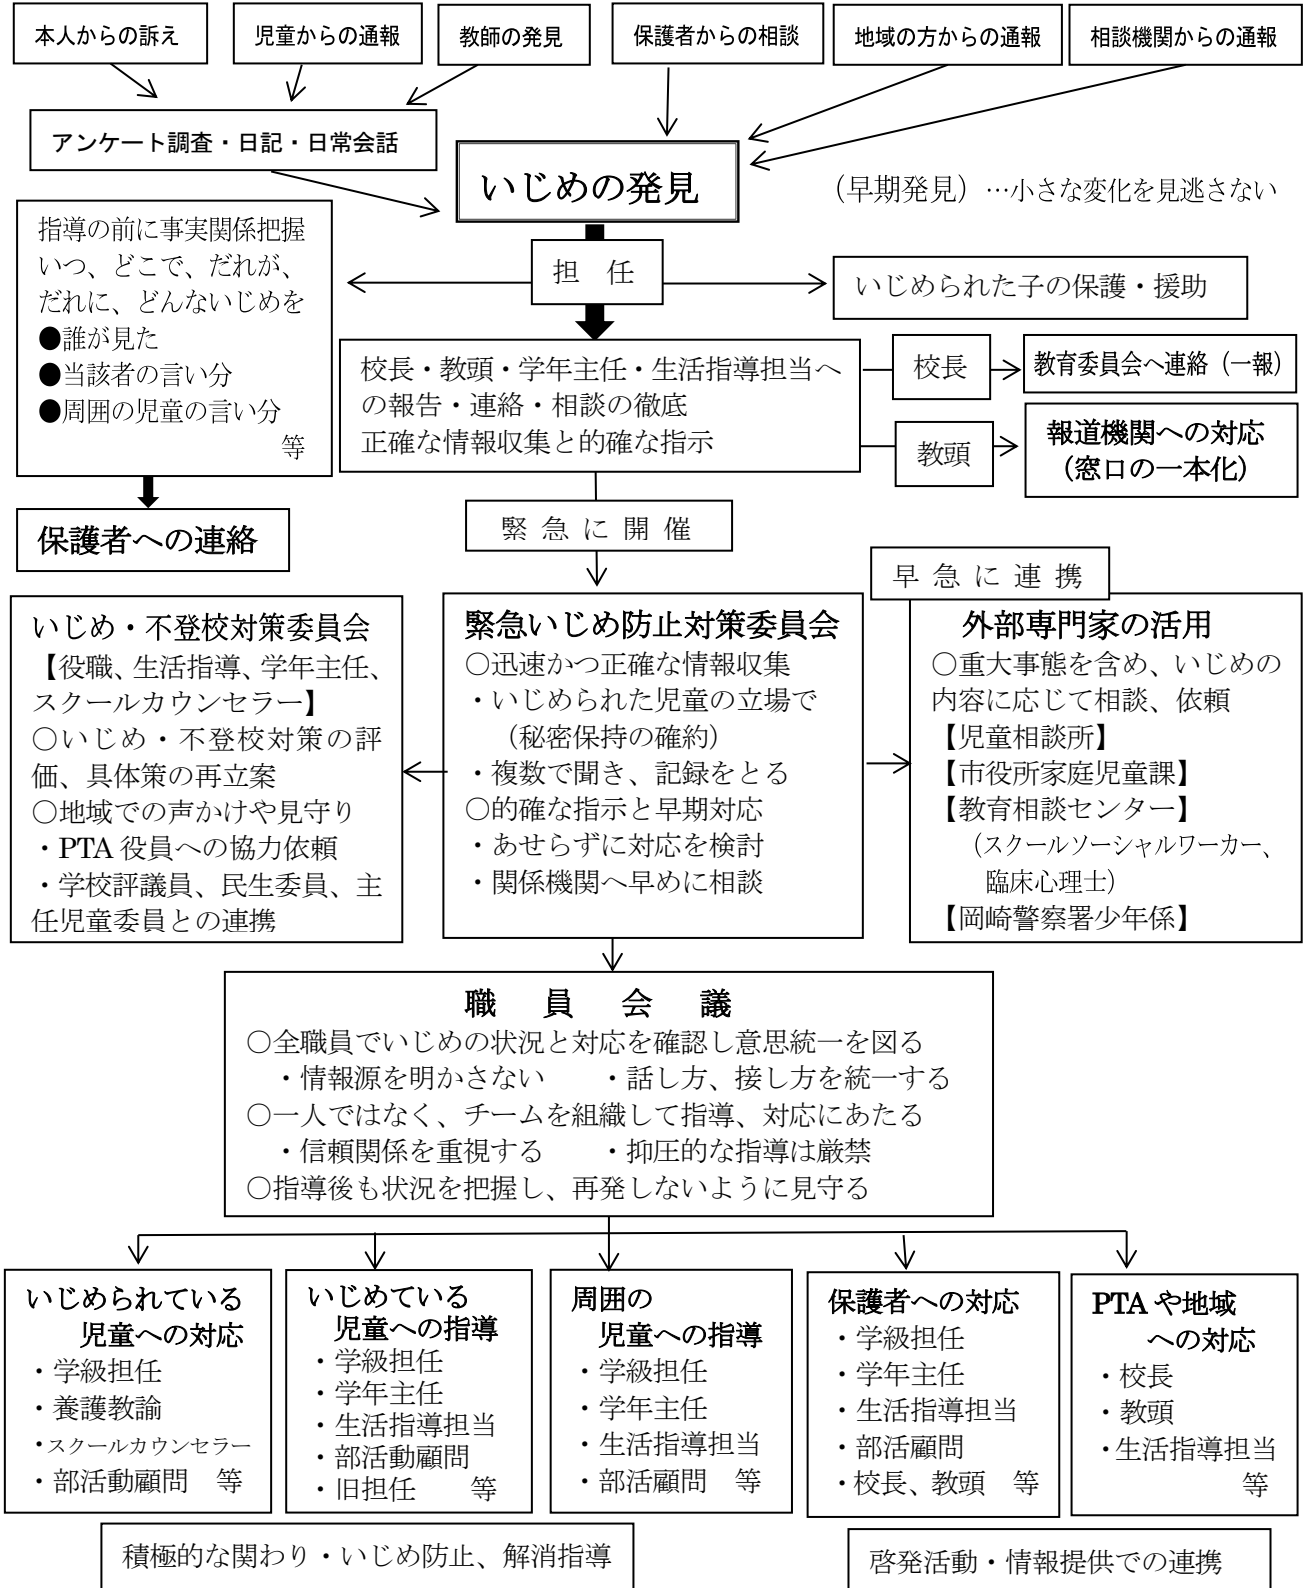 本人からの訴え
児童からの通報
教師の発見
保護者からの相談
地域の方からの通報
相談機関からの通報
アンケート調査・日記・日常会話
いじめの発見
（早期発見）…小さな変化を見逃さない
指導の前に事実関係把握
いつ、どこで、だれが、
だれに、どんないじめを
●誰が見た
●当該者の言い分
●周囲の児童の言い分
等
担　任
いじめられた子の保護・援助
校長・教頭・学年主任・生活指導担当へ
の報告・連絡・相談の徹底
正確な情報収集と的確な指示
校長
教育委員会へ連絡（一報）
教頭
報道機関への対応
（窓口の一本化）
保護者への連絡
緊 急 に 開 催
早 急 に 連 携
いじめ・不登校対策委員会
【役職、生活指導、学年主任、
スクールカウンセラー】
○いじめ・不登校対策の評
価、具体策の再立案
○地域での声かけや見守り
・PTA 役員への協力依頼
・学校評議員、民生委員、主
任児童委員との連携
緊急いじめ防止対策委員会
○迅速かつ正確な情報収集
・いじめられた児童の立場で
（秘密保持の確約）
・複数で聞き、記録をとる
○的確な指示と早期対応
・あせらずに対応を検討
・関係機関へ早めに相談
外部専門家の活用
○重大事態を含め、いじめの
内容に応じて相談、依頼
【児童相談所】
【市役所家庭児童課】
【教育相談センター】
（スクールソーシャルワーカー、
臨床心理士）
【岡崎警察署少年係】
職　員　会　議
○全職員でいじめの状況と対応を確認し意思統一を図る
・情報源を明かさない　　・話し方、接し方を統一する
○一人ではなく、チームを組織して指導、対応にあたる
・信頼関係を重視する　　・抑圧的な指導は厳禁
○指導後も状況を把握し、再発しないように見守る
いじめられている
児童への対応
・学級担任
・養護教諭
・スクールカウンセラー
・部活動顧問　等
いじめている
児童への指導
・学級担任
・学年主任
・生活指導担当
・部活動顧問
・旧担任　　等
周囲の
児童への指導
・学級担任
・学年主任
・生活指導担当
・部活顧問　等
保護者への対応
・学級担任
・学年主任
・生活指導担当
・部活顧問
・校長、教頭　等
PTA や地域
への対応
・校長
・教頭
・生活指導担当
等
積極的な関わり・いじめ防止、解消指導
啓発活動・情報提供での連携